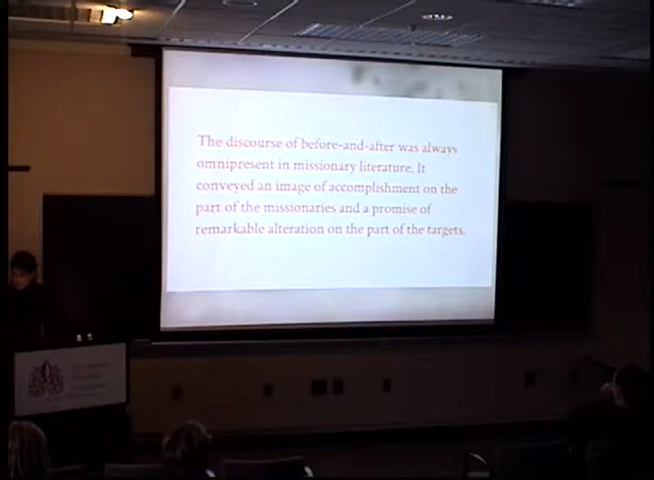 The discourse of before-and-after was always
omnipresent in missionary literature. It
conveyed an image of accomplishment on the
part of the missionaries and a promise of
remarkable alteration on the part of the targets.